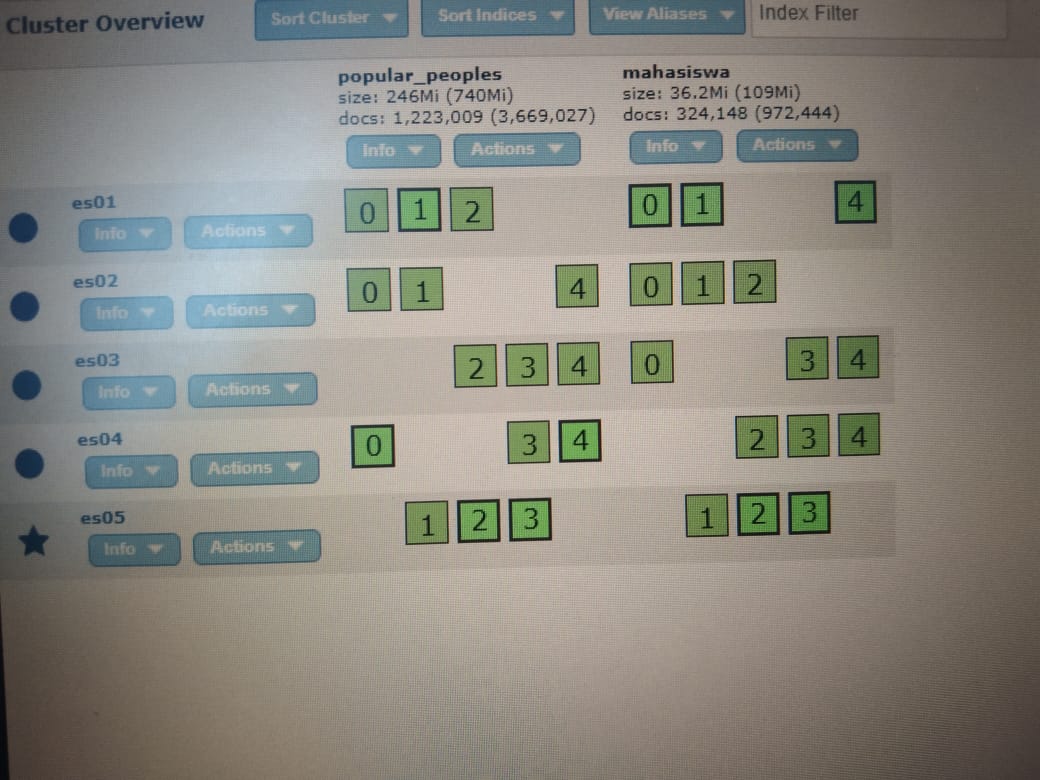 Cluster Overview Sort Cluster Sort Indices View Aliases Index Filter
popular_peoples mahasiswa
size: 246Mi (740Mi) size: 36.2Mi (109Mi)
docs: 1,223,009 (3,669,027) docs: 324,148 (972,444)
Info Actions Info Actions
es01 0 1 2 0 1 4
Info Actions
es02 0 1 4 0 1 2
Info Actions
es03 2 3 4 0 3 4
Info Actions
es04 0 3 4 2 3 4
Info Actions
es05 1 2 3 1 2 3
Info Actions